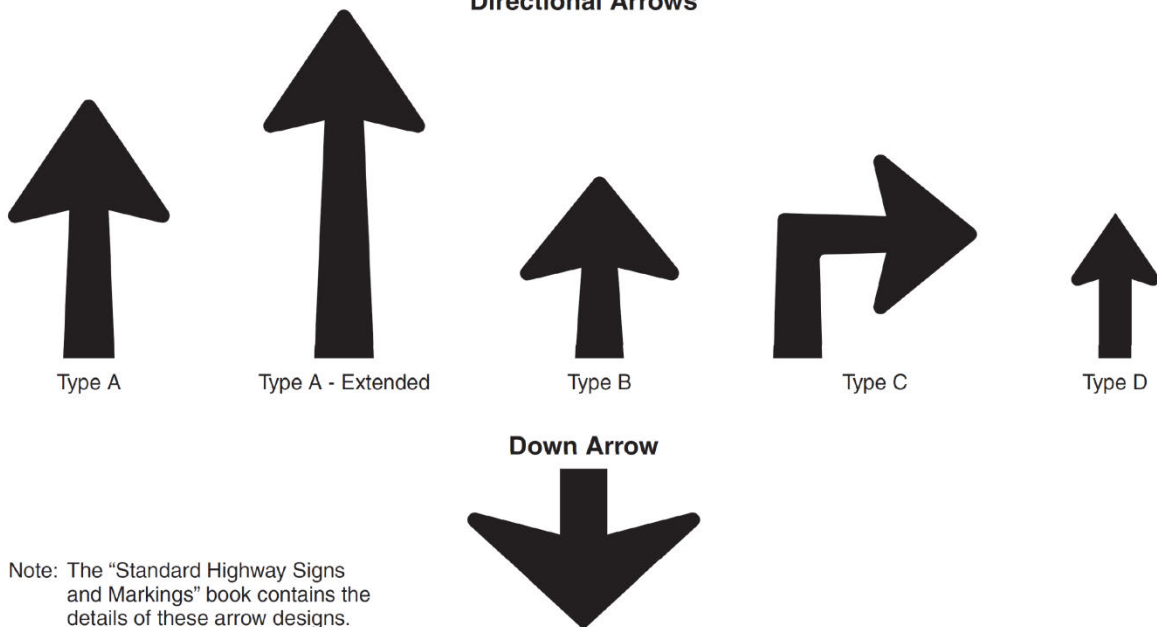 Directional Arrows
Type A
Type A - Extended
Type B
Type C
Type D
Down Arrow
Note: The “Standard Highway Signs
and Markings” book contains the
details of these arrow designs.